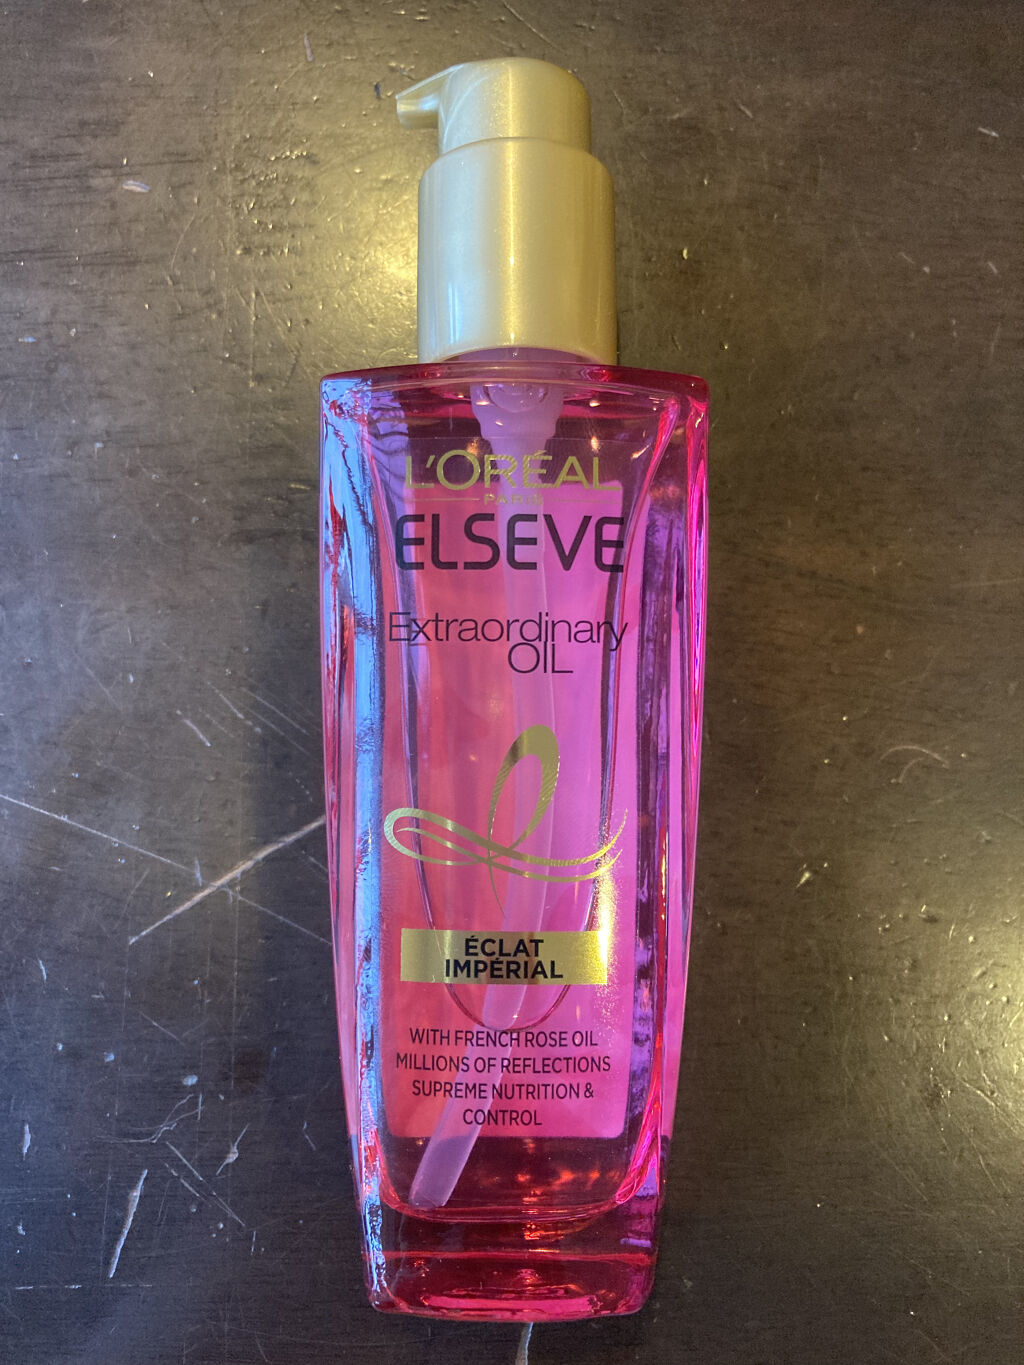 L'ORÉAL
PARIS
ELSEVE
Extraordinary
OIL
ÉCLAT
IMPÉRIAL
WITH FRENCH ROSE OIL
MILLIONS OF REFLECTIONS
SUPREME NUTRITION &
CONTROL